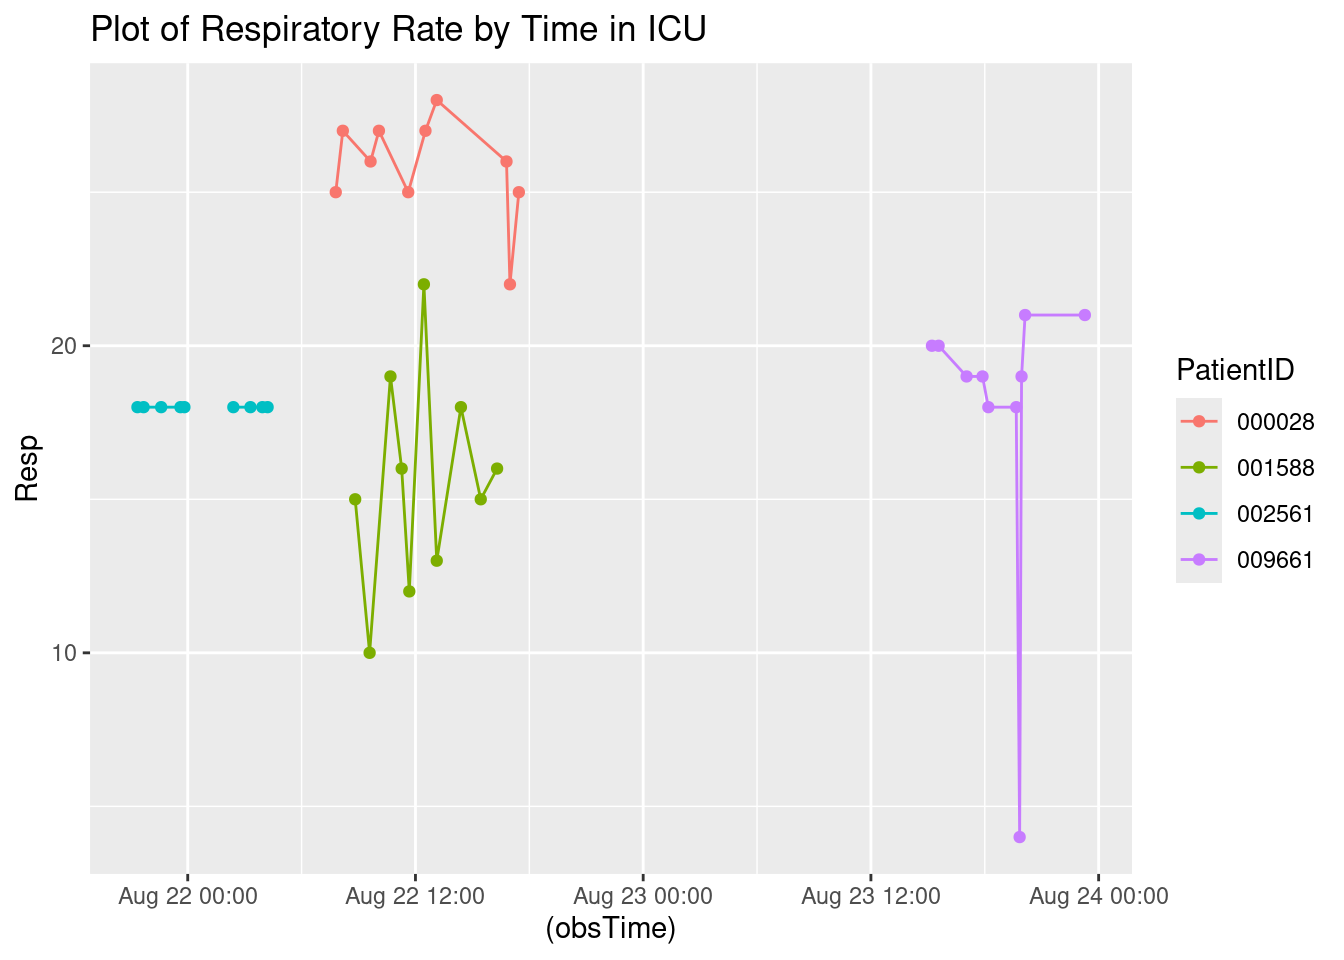 Plot of Respiratory Rate by Time in ICU
Resp
20
10
Aug 22 00:00
Aug 22 12:00
Aug 23 00:00
Aug 23 12:00
Aug 24 00:00
(obsTime)
PatientID
000028
001588
002561
009661